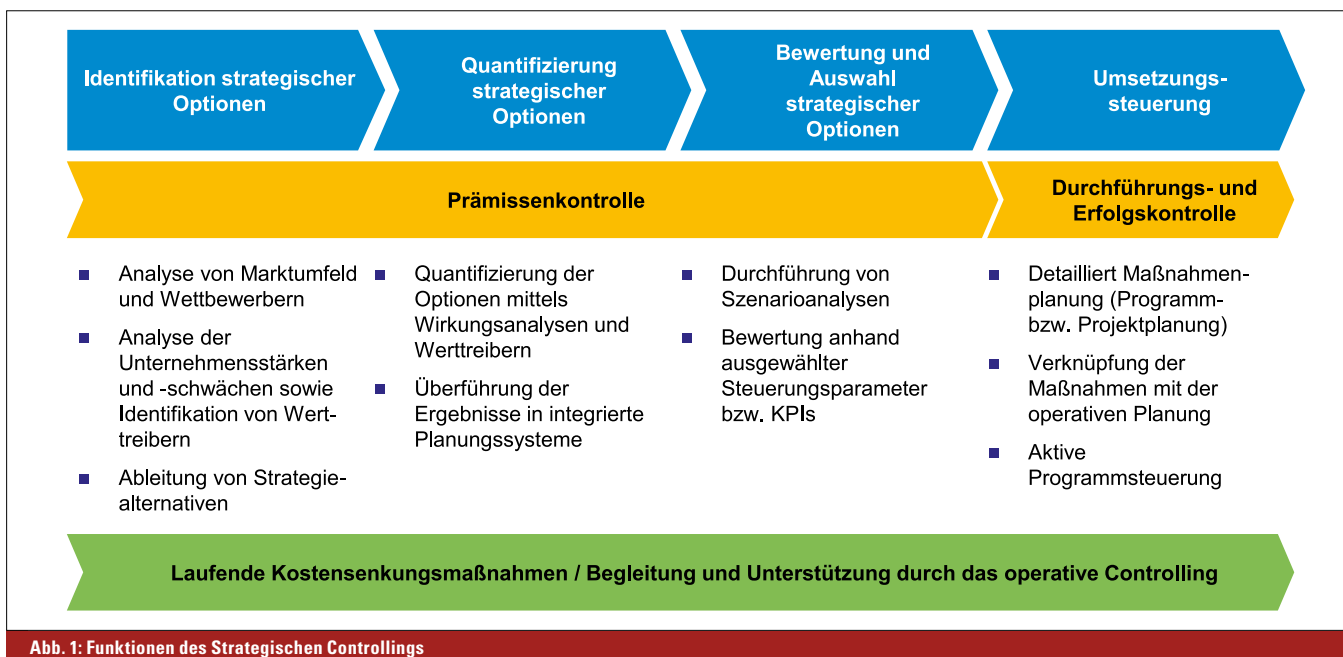 Identifikation strategischer
Optionen
Quantifizierung
strategischer
Optionen
Bewertung und
Auswahl
strategischer
Optionen
Umsetzungs-
steuerung
Prämissenkontrolle
Durchführungs- und
Erfolgskontrolle
Analyse von Marktumfeld
und Wettbewerbern
Analyse der
Unternehmensstärken
und -schwächen sowie
Identifikation von Wert-
treibern
Ableitung von Strategie-
alternativen
Quantifizierung der
Optionen mittels
Wirkungsanalysen und
Werttreibern
Überführung der
Ergebnisse in integrierte
Planungssysteme
Durchführung von
Szenarioanalysen
Bewertung anhand
ausgewählter
Steuerungsparameter
bzw. KPIs
Detailliert Maßnahmen-
planung (Programm-
bzw. Projektplanung)
Verknüpfung der
Maßnahmen mit der
operativen Planung
Aktive
Programmsteuerung
Laufende Kostensenkungsmaßnahmen / Begleitung und Unterstützung durch das operative Controlling
Abb. 1: Funktionen des Strategischen Controllings